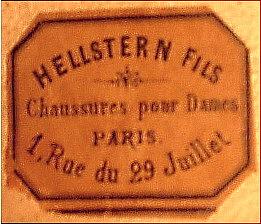 HELLSTERN FILS
Chaussures pour Dames
PARIS.
1, Rue du 29 Juillet